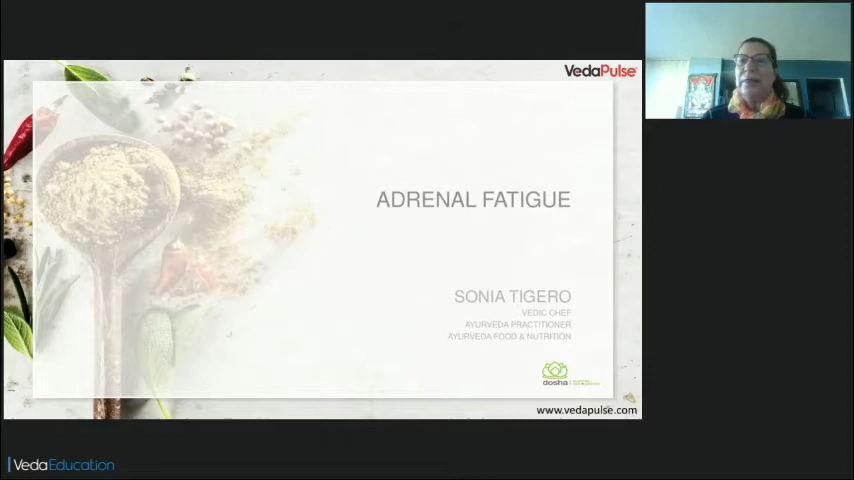 VedaPulse
ADRENAL FATIGUE
SONIA TIGERO
VEDIC CHEF
AYURVEDA PRACTITIONER
AYURVEDA FOOD & NUTRITION
dosha
www.vedapulse.com
VedaEducation